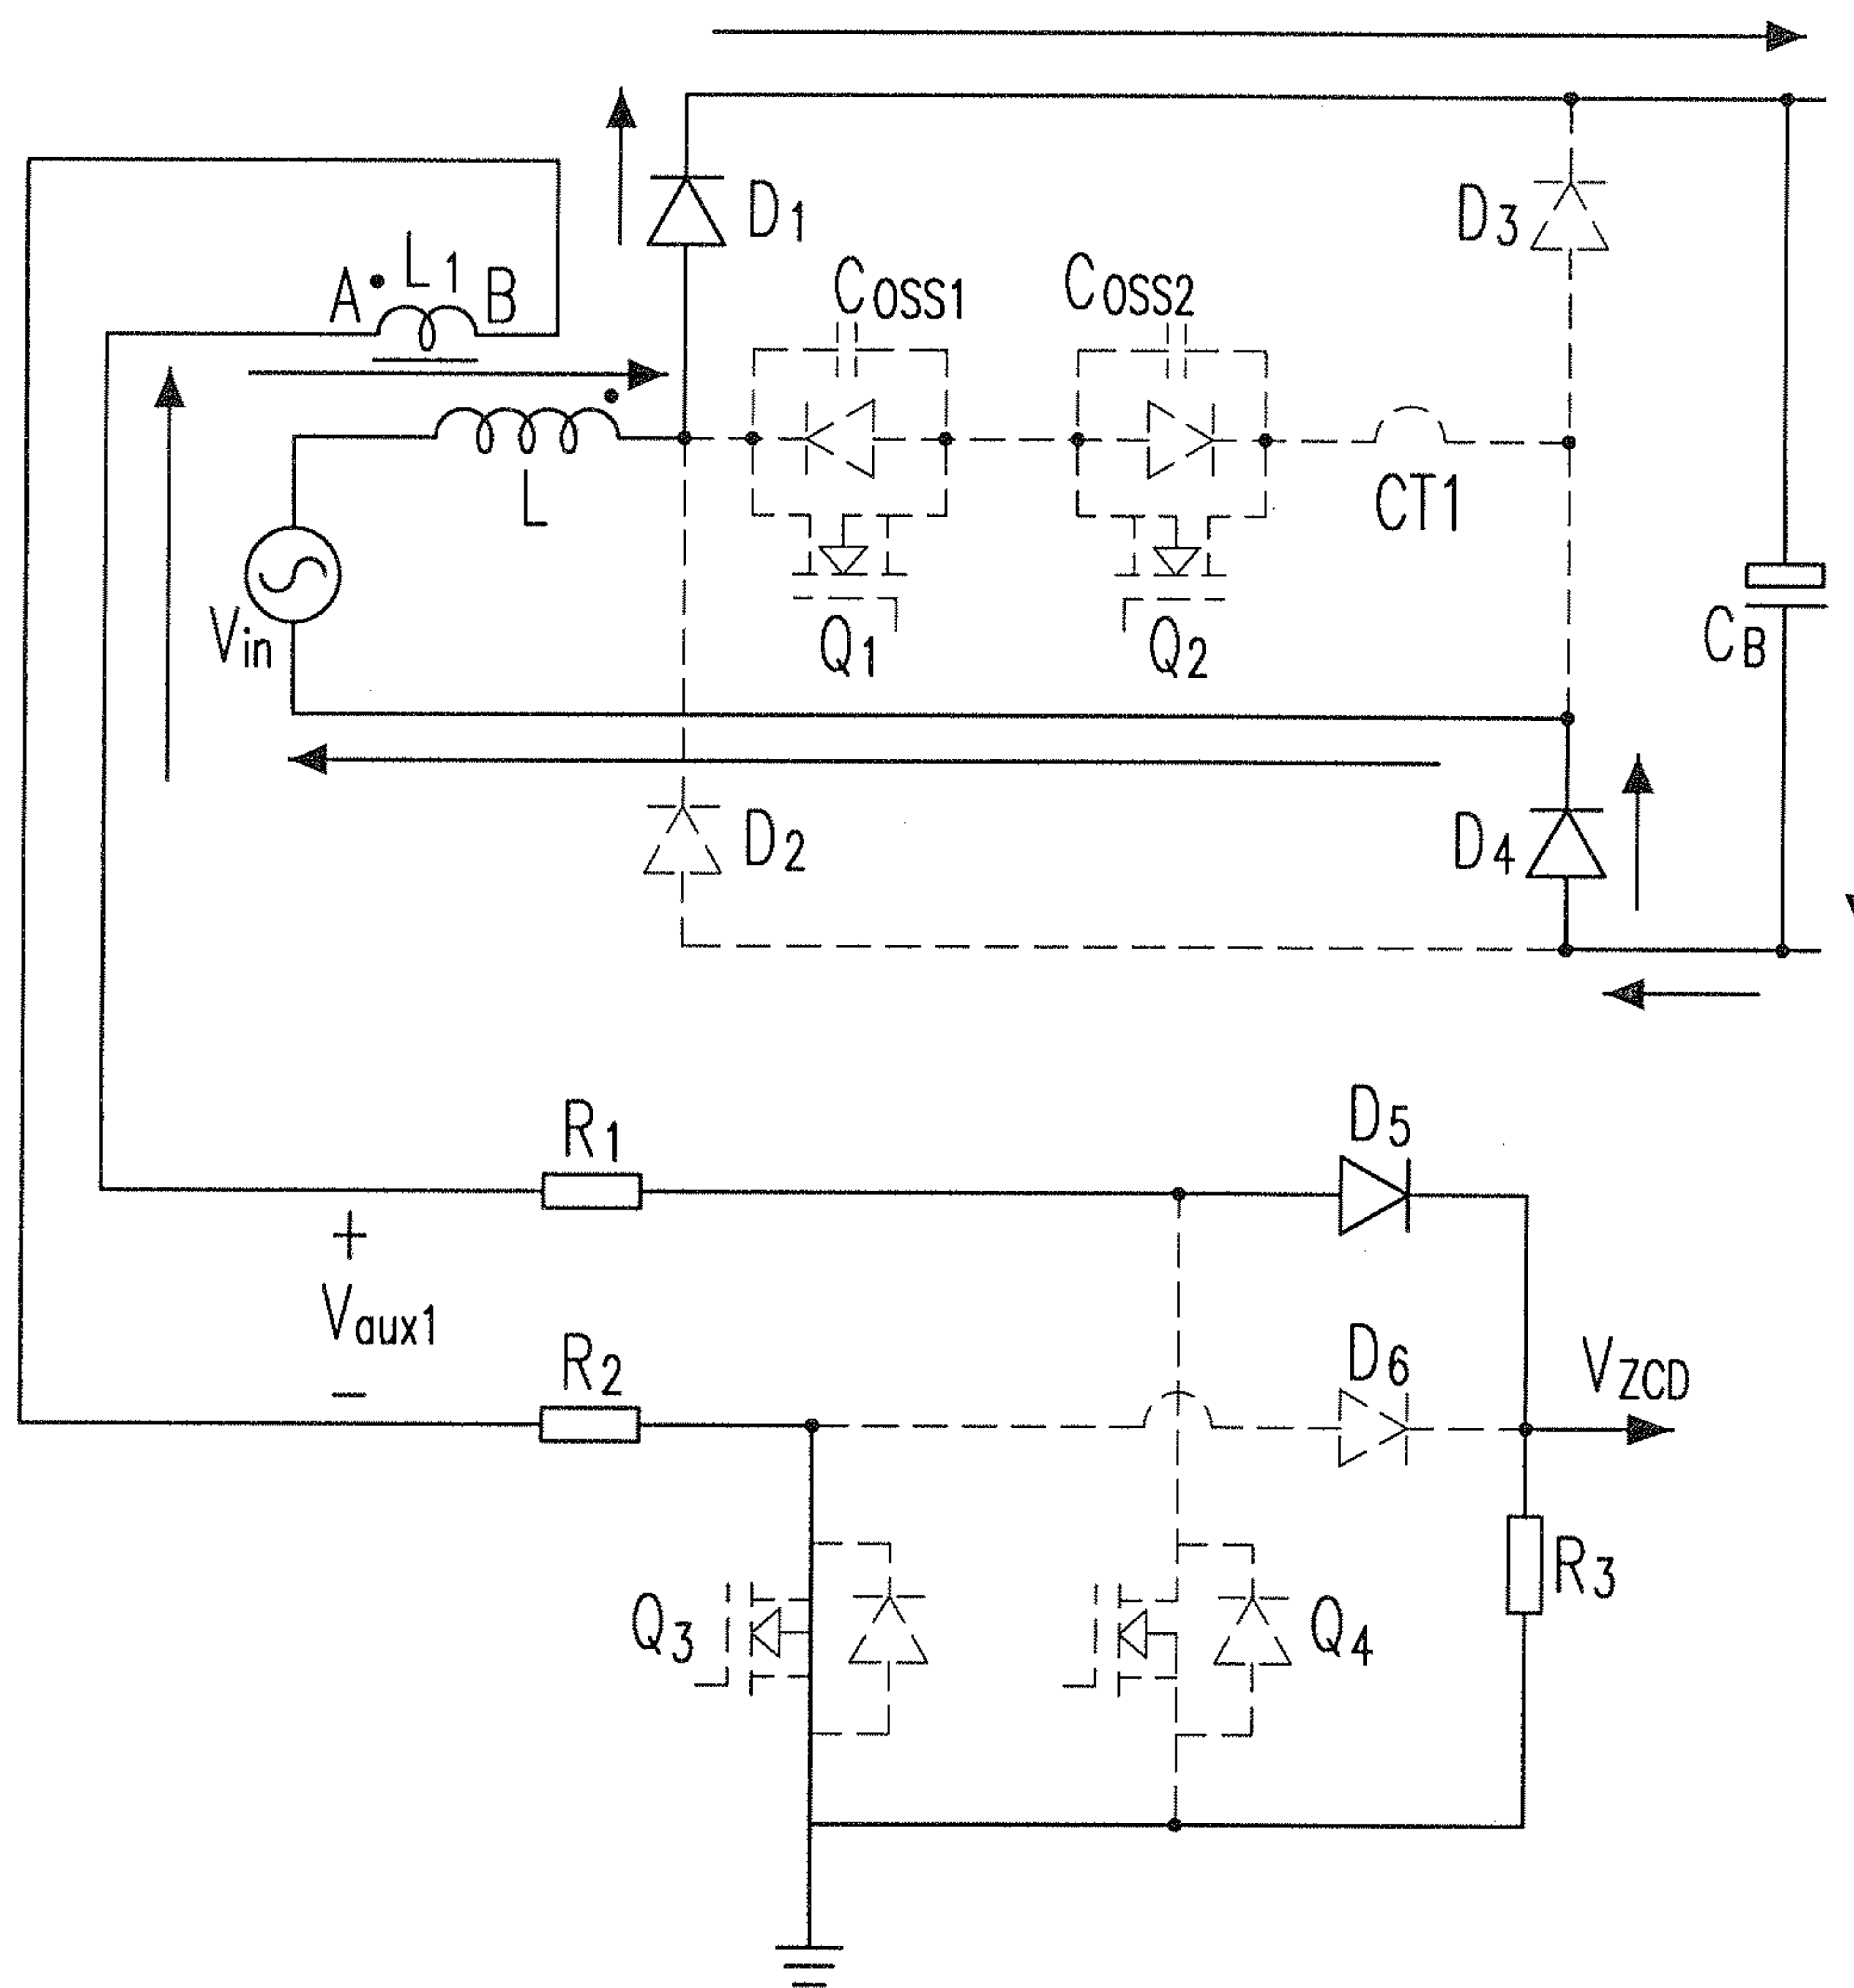 D1
D3
A L1 B
COSS1
COSS2
L
CT1
Vin
Q1
Q2
CB
D2
D4
R1
D5
+
Vaux1
−
R2
D6
VZCD
Q3
Q4
R3